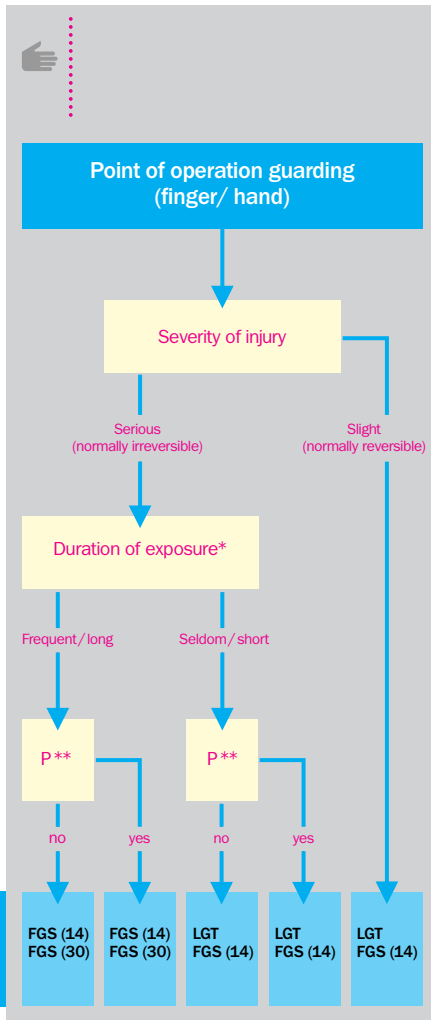 Point of operation guarding
(finger/ hand)
Severity of injury
Serious
(normally irreversible)
Slight
(normally reversible)
Duration of exposure*
Frequent/long
Seldom/short
P**
P**
no
yes
no
yes
FGS (14)
FGS (30)
FGS (14)
FGS (30)
LGT
FGS (14)
LGT
FGS (14)
LGT
FGS (14)